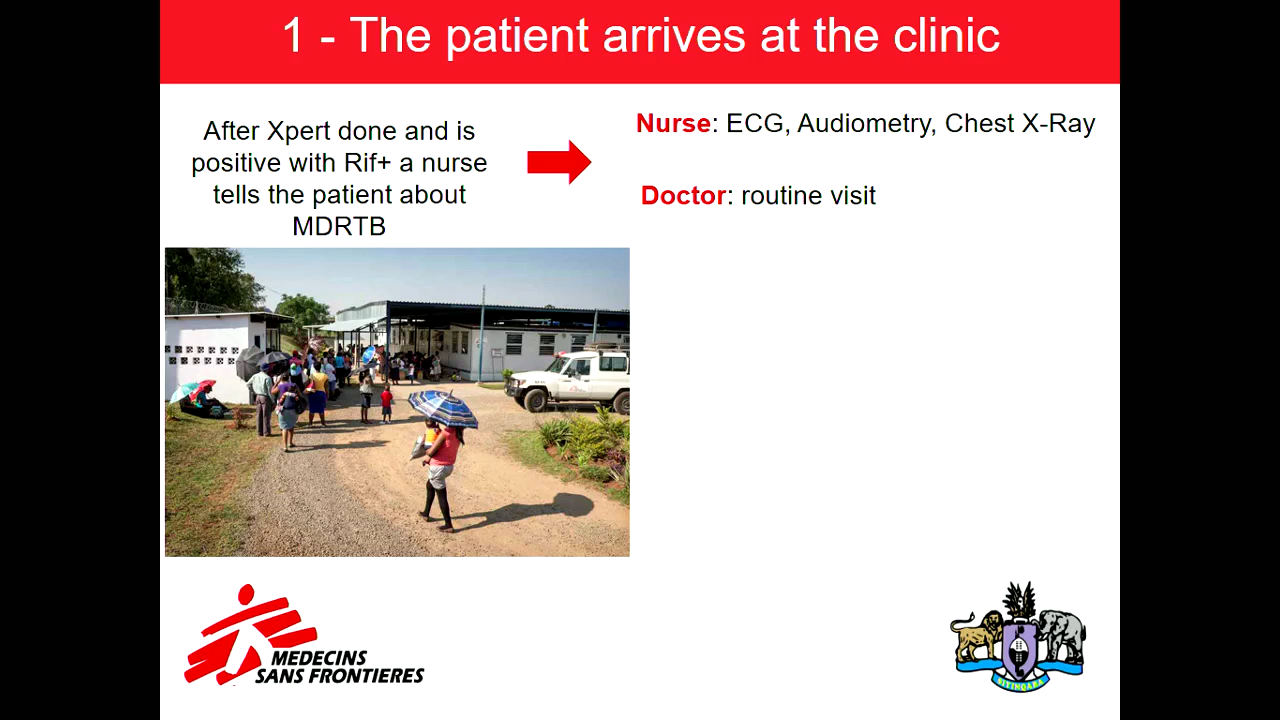 1 - The patient arrives at the clinic
After Xpert done and is
positive with Rif+ a nurse
tells the patient about
MDRTB
Nurse: ECG, Audiometry, Chest X-Ray
Doctor: routine visit
MEDECINS
SANS FRONTIERES
SIYINQABA